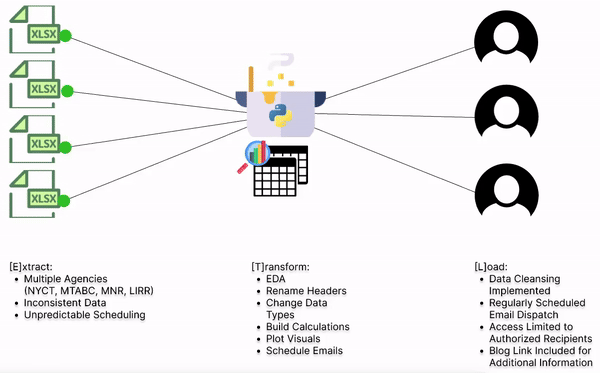 XLSX
XLSX
XLSX
XLSX
[E]xtract:
• Multiple Agencies
(NYCT, MTABC, MNR, LIRR)
• Inconsistent Data
• Unpredictable Scheduling
[T]ransform:
• EDA
• Rename Headers
• Change Data
Types
• Build Calculations
• Plot Visuals
• Schedule Emails
[L]oad:
• Data Cleansing
Implemented
• Regularly Scheduled
Email Dispatch
• Access Limited to
Authorized Recipients
• Blog Link Included for
Additional Information